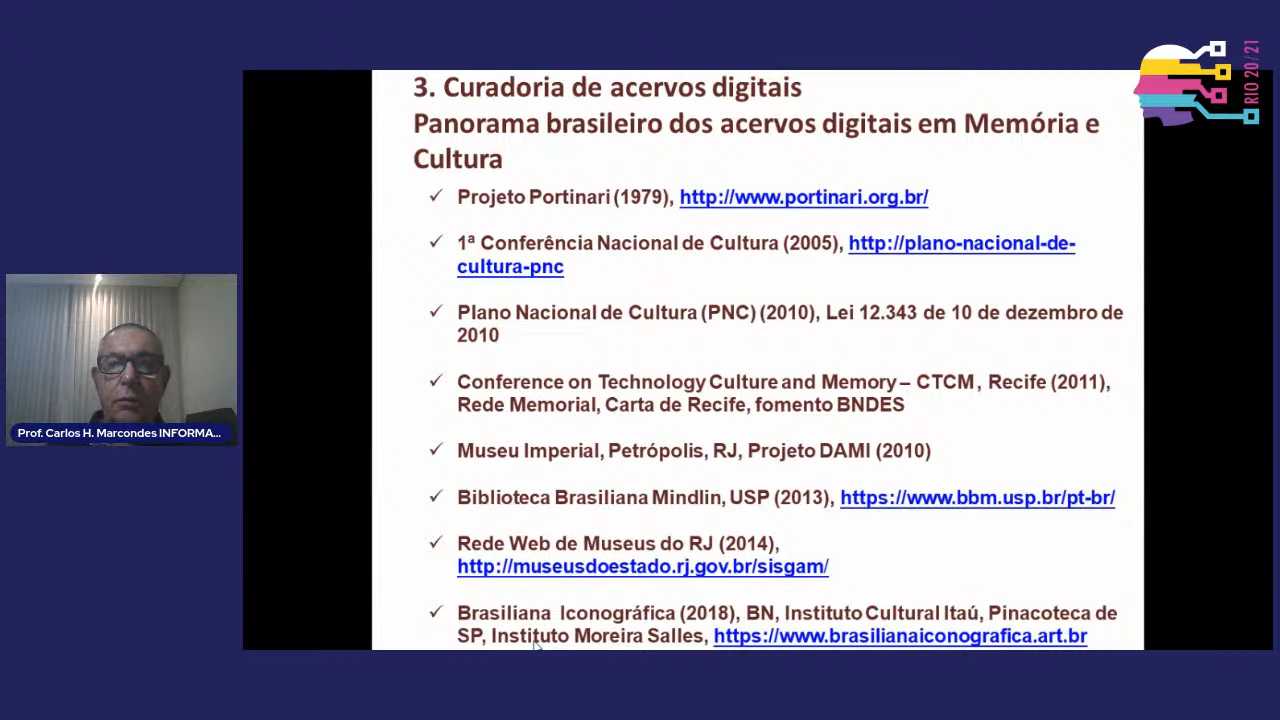 RIO 20/21
3. Curadoria de acervos digitais
Panorama brasileiro dos acervos digitais em Memória e
Cultura
✓ Projeto Portinari (1979), http://www.portinari.org.br/
✓ 1ª Conferência Nacional de Cultura (2005), http://plano-nacional-de-
cultura-pnc
✓ Plano Nacional de Cultura (PNC) (2010), Lei 12.343 de 10 de dezembro de
2010
✓ Conference on Technology Culture and Memory – CTCM, Recife (2011),
Rede Memorial, Carta de Recife, fomento BNDES
✓ Museu Imperial, Petrópolis, RJ, Projeto DAMI (2010)
✓ Biblioteca Brasiliana Mindlin, USP (2013), https://www.bbm.usp.br/pt-br/
✓ Rede Web de Museus do RJ (2014),
http://museusdoestado.rj.gov.br/sisgam/
✓ Brasiliana Iconográfica (2018), BN, Instituto Cultural Itaú, Pinacoteca de
SP, Instituto Moreira Salles, https://www.brasilianaiconografica.art.br
Prof. Carlos H. Marcondes INFORMA...